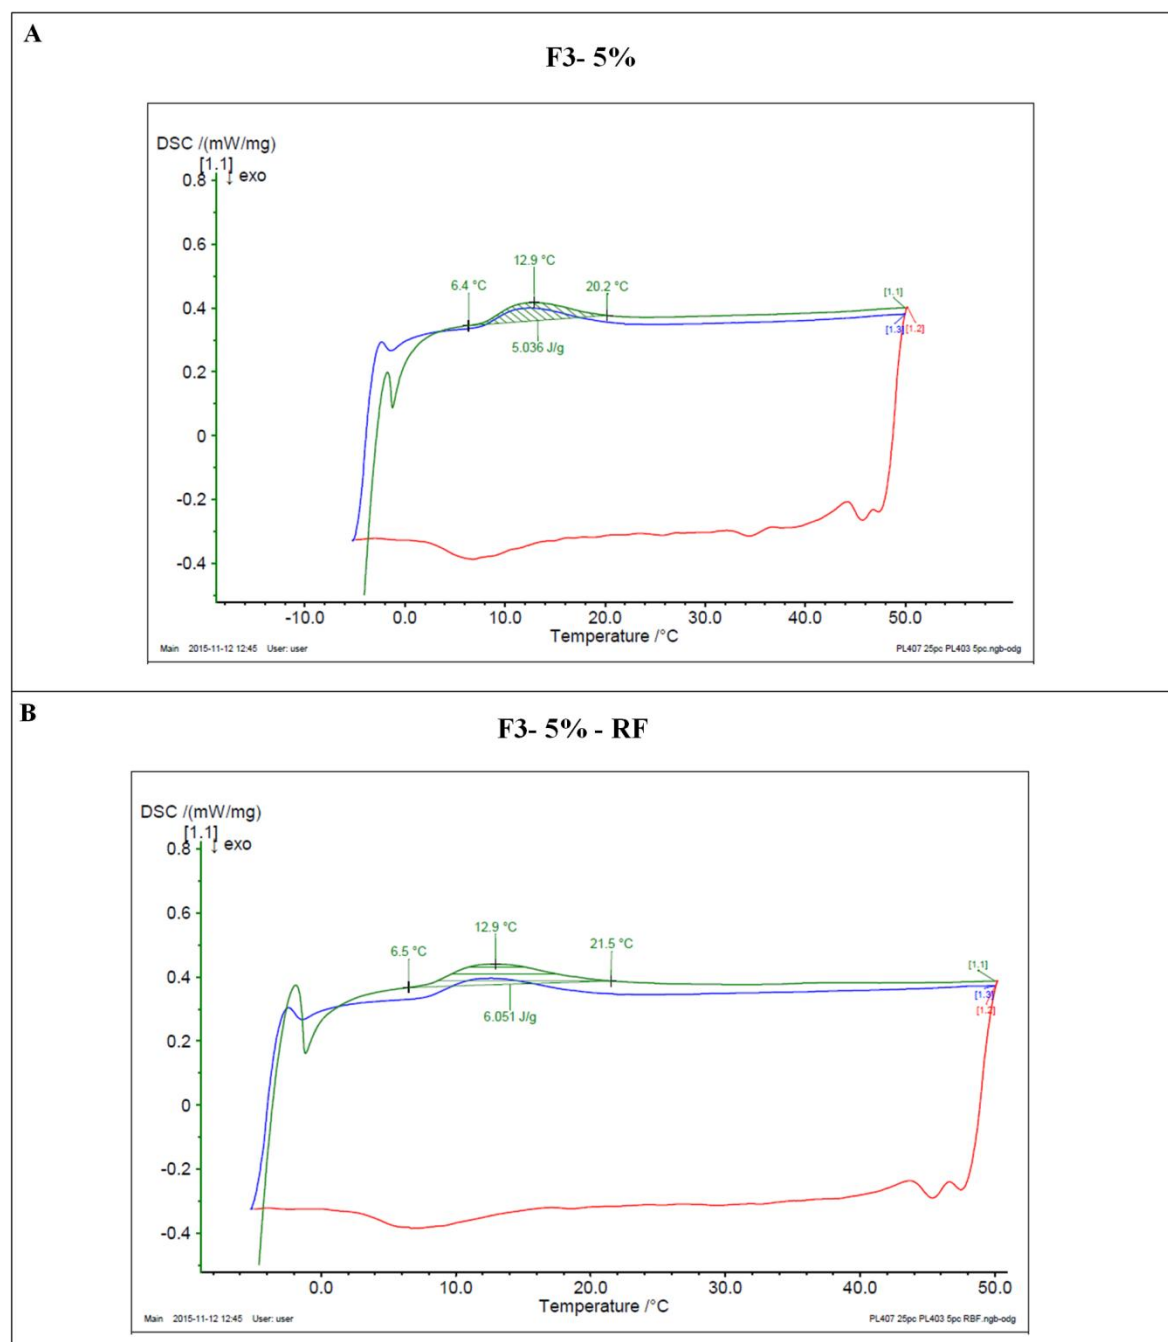 A
F3- 5%
DSC /(mW/mg)
[1.1]
↓ exo
0.8
0.6
0.4
0.2
0
-0.2
-0.4
6.4 °C
12.9 °C
20.2 °C
5.036 J/g
[1.1]
[1.3]
[1.2]
-10.0 0.0 10.0 20.0 30.0 40.0 50.0
Temperature /°C
Main 2015-11-12 12:45 User: user
PL407 25pc PL403 5pc.ngb-odg
B
F3- 5% - RF
DSC /(mW/mg)
[1.1]
↓ exo
0.8
0.6
0.4
0.2
0
-0.2
-0.4
6.5 °C
12.9 °C
21.5 °C
6.051 J/g
[1.1]
[1.3]
[1.2]
0.0 10.0 20.0 30.0 40.0 50.0
Temperature /°C
Main 2015-11-12 12:45 User: user
PL407 25pc PL403 5pc RBF.ngb-odg